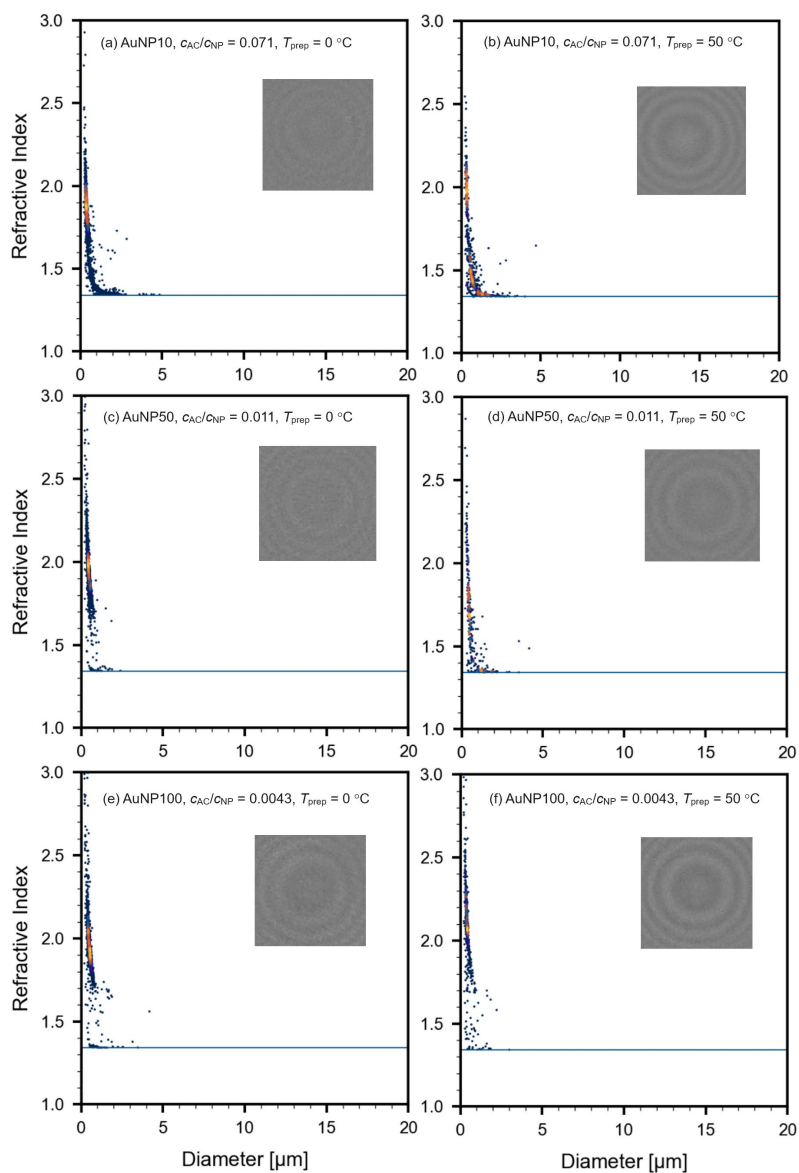 (a) AuNP10, cAC/cNP = 0.071, Tprep = 0 °C
3.0
2.5
2.0
1.5
1.0
Refractive Index
0 5 10 15 20
(b) AuNP10, cAC/cNP = 0.071, Tprep = 50 °C
3.0
2.5
2.0
1.5
1.0
0 5 10 15 20
(c) AuNP50, cAC/cNP = 0.011, Tprep = 0 °C
3.0
2.5
2.0
1.5
1.0
Refractive Index
0 5 10 15 20
(d) AuNP50, cAC/cNP = 0.011, Tprep = 50 °C
3.0
2.5
2.0
1.5
1.0
0 5 10 15 20
(e) AuNP100, cAC/cNP = 0.0043, Tprep = 0 °C
3.0
2.5
2.0
1.5
1.0
Refractive Index
0 5 10 15 20
Diameter [μm]
(f) AuNP100, cAC/cNP = 0.0043, Tprep = 50 °C
3.0
2.5
2.0
1.5
1.0
0 5 10 15 20
Diameter [μm]